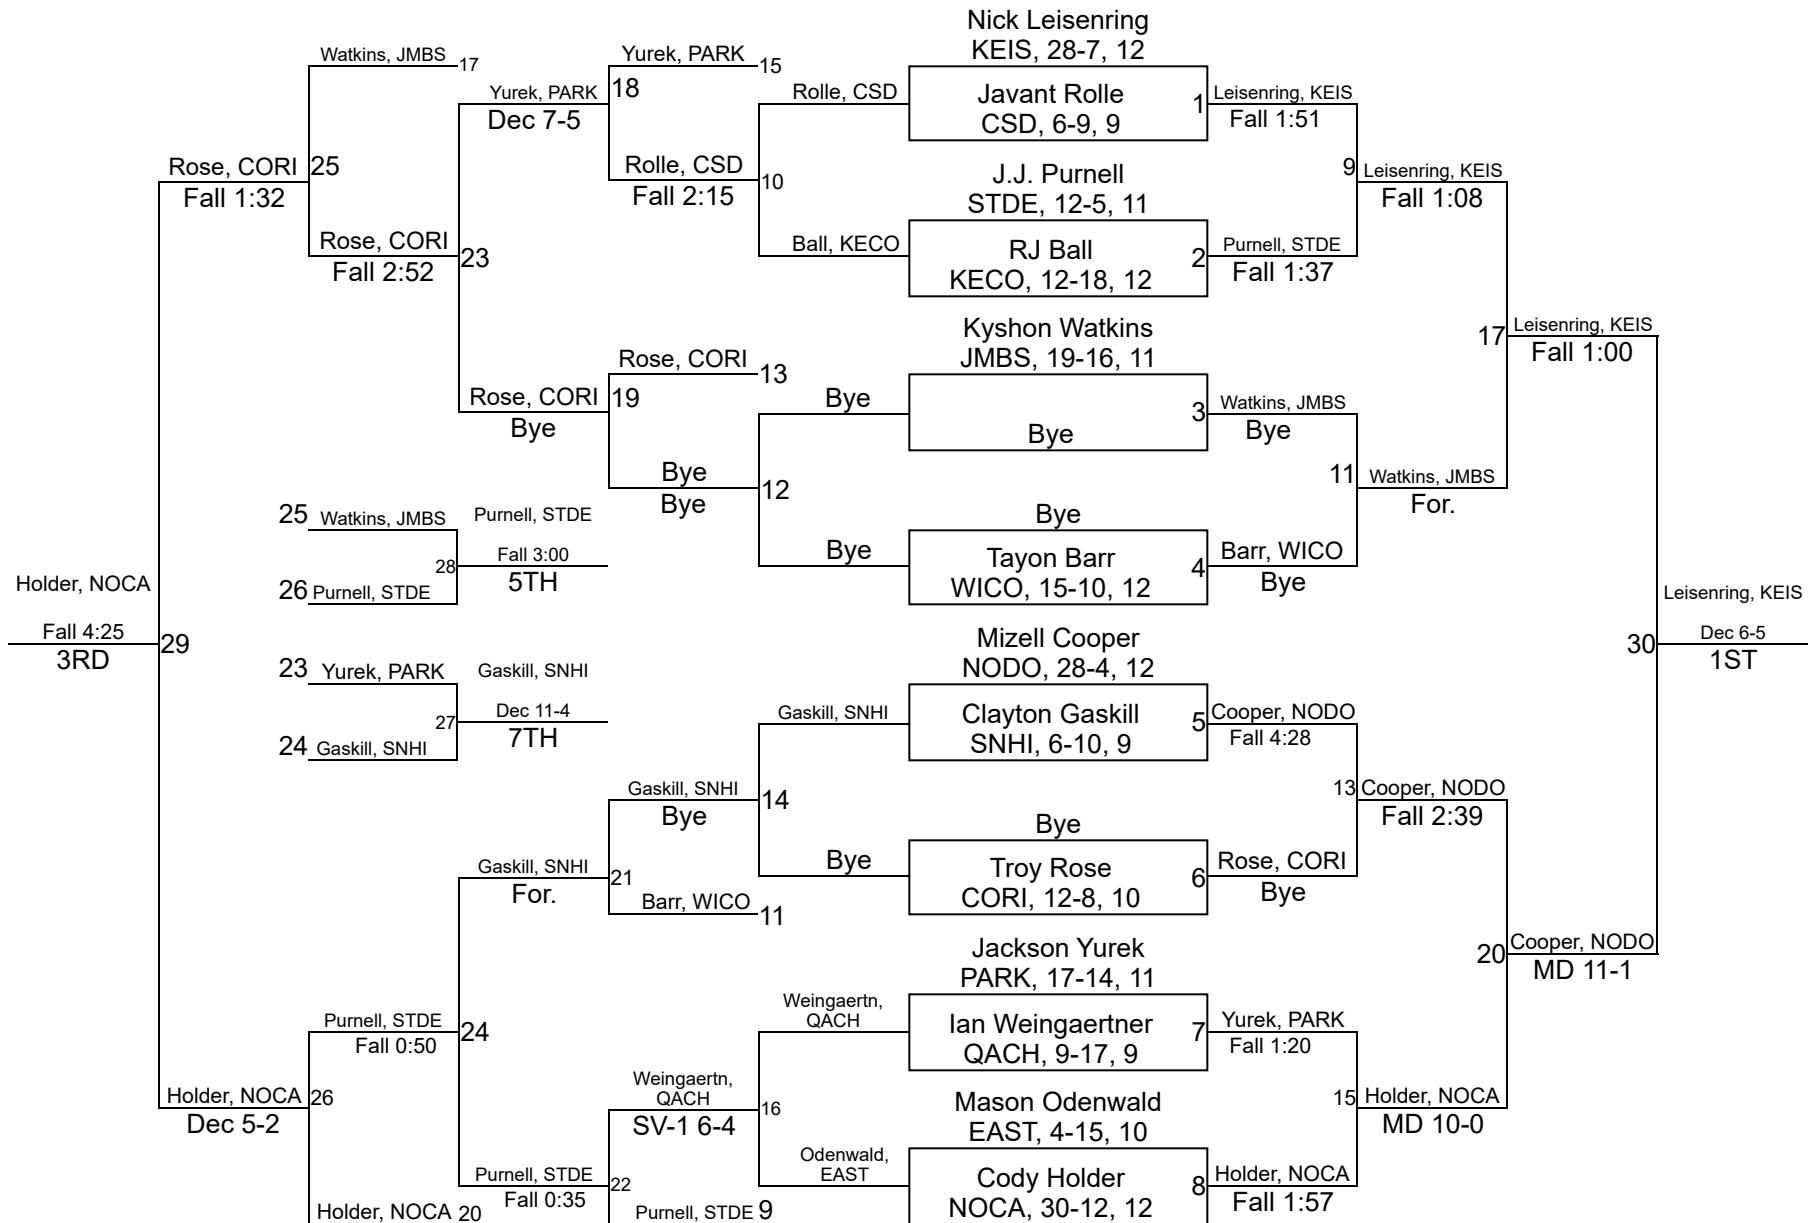 Nick Leisenring
KEIS, 28-7, 12
Watkins, JMBS 17
Yurek, PARK 15
Yurek, PARK 18
Dec 7-5
Rolle, CSD
Javant Rolle
CSD, 6-9, 9
1
Leisenring, KEIS
Fall 1:51
Rose, CORI 25
Fall 1:32
Rolle, CSD
Fall 2:15
10
J.J. Purnell
STDE, 12-5, 11
9
Leisenring, KEIS
Fall 1:08
Rose, CORI
Fall 2:52
23
Ball, KECO
RJ Ball
KECO, 12-18, 12
2
Purnell, STDE
Fall 1:37
Kyshon Watkins
JMBS, 19-16, 11
17
Leisenring, KEIS
Fall 1:00
Rose, CORI 13
Rose, CORI 19
Bye
Bye
Bye
3
Watkins, JMBS
Bye
Bye
Bye
12
11
Watkins, JMBS
For.
25 Watkins, JMBS
Purnell, STDE
Bye
28
Fall 3:00
5TH
26 Purnell, STDE
Bye
Tayon Barr
WICO, 15-10, 12
4
Barr, WICO
Bye
Holder, NOCA
Fall 4:25
3RD
29
Leisenring, KEIS
30
Dec 6-5
1ST
Mizell Cooper
NODO, 28-4, 12
23 Yurek, PARK
Gaskill, SNHI
27
Dec 11-4
7TH
24 Gaskill, SNHI
Gaskill, SNHI
Clayton Gaskill
SNHI, 6-10, 9
5
Cooper, NODO
Fall 4:28
Gaskill, SNHI
Bye
14
13
Cooper, NODO
Fall 2:39
Bye
Gaskill, SNHI
For.
21
Bye
Troy Rose
CORI, 12-8, 10
6
Rose, CORI
Bye
Barr, WICO 11
Jackson Yurek
PARK, 17-14, 11
20
Cooper, NODO
MD 11-1
Purnell, STDE
Fall 0:50
24
Weingaertn,
QACH
Ian Weingaertner
QACH, 9-17, 9
7
Yurek, PARK
Fall 1:20
Holder, NOCA
Dec 5-2
26
Weingaertn,
QACH
SV-1 6-4
16
Mason Odenwald
EAST, 4-15, 10
15
Holder, NOCA
MD 10-0
Purnell, STDE
Fall 0:35
22
Odenwald,
EAST
Cody Holder
NOCA, 30-12, 12
8
Holder, NOCA
Fall 1:57
Holder, NOCA 20
Purnell, STDE 9